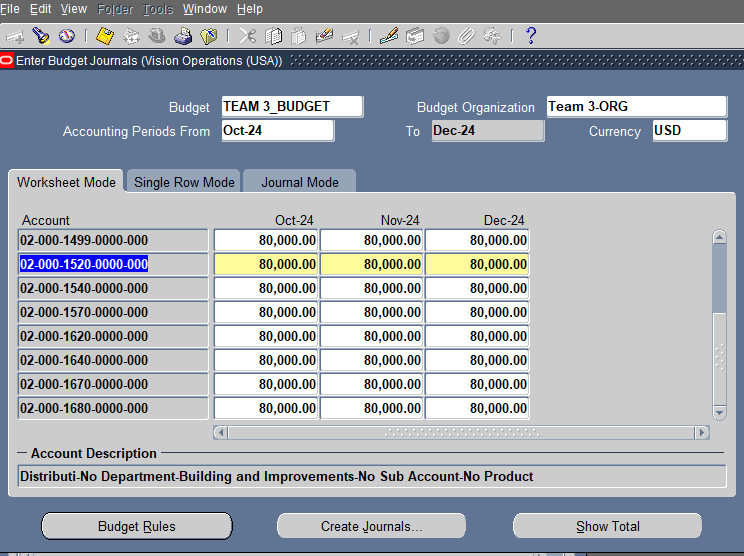 File Edit View Folder Tools Window Help
Enter Budget Journals (Vision Operations (USA))
Budget TEAM 3_BUDGET Budget Organization Team 3-ORG
Accounting Periods From Oct-24 To Dec-24 Currency USD
Worksheet Mode Single Row Mode Journal Mode
Account Oct-24 Nov-24 Dec-24
02-000-1499-0000-000 80,000.00 80,000.00 80,000.00
02-000-1520-0000-000 80,000.00 80,000.00 80,000.00
02-000-1540-0000-000 80,000.00 80,000.00 80,000.00
02-000-1570-0000-000 80,000.00 80,000.00 80,000.00
02-000-1620-0000-000 80,000.00 80,000.00 80,000.00
02-000-1640-0000-000 80,000.00 80,000.00 80,000.00
02-000-1670-0000-000 80,000.00 80,000.00 80,000.00
02-000-1680-0000-000 80,000.00 80,000.00 80,000.00
Account Description
Distributi-No Department-Building and Improvements-No Sub Account-No Product
Budget Rules Create Journals... Show Total